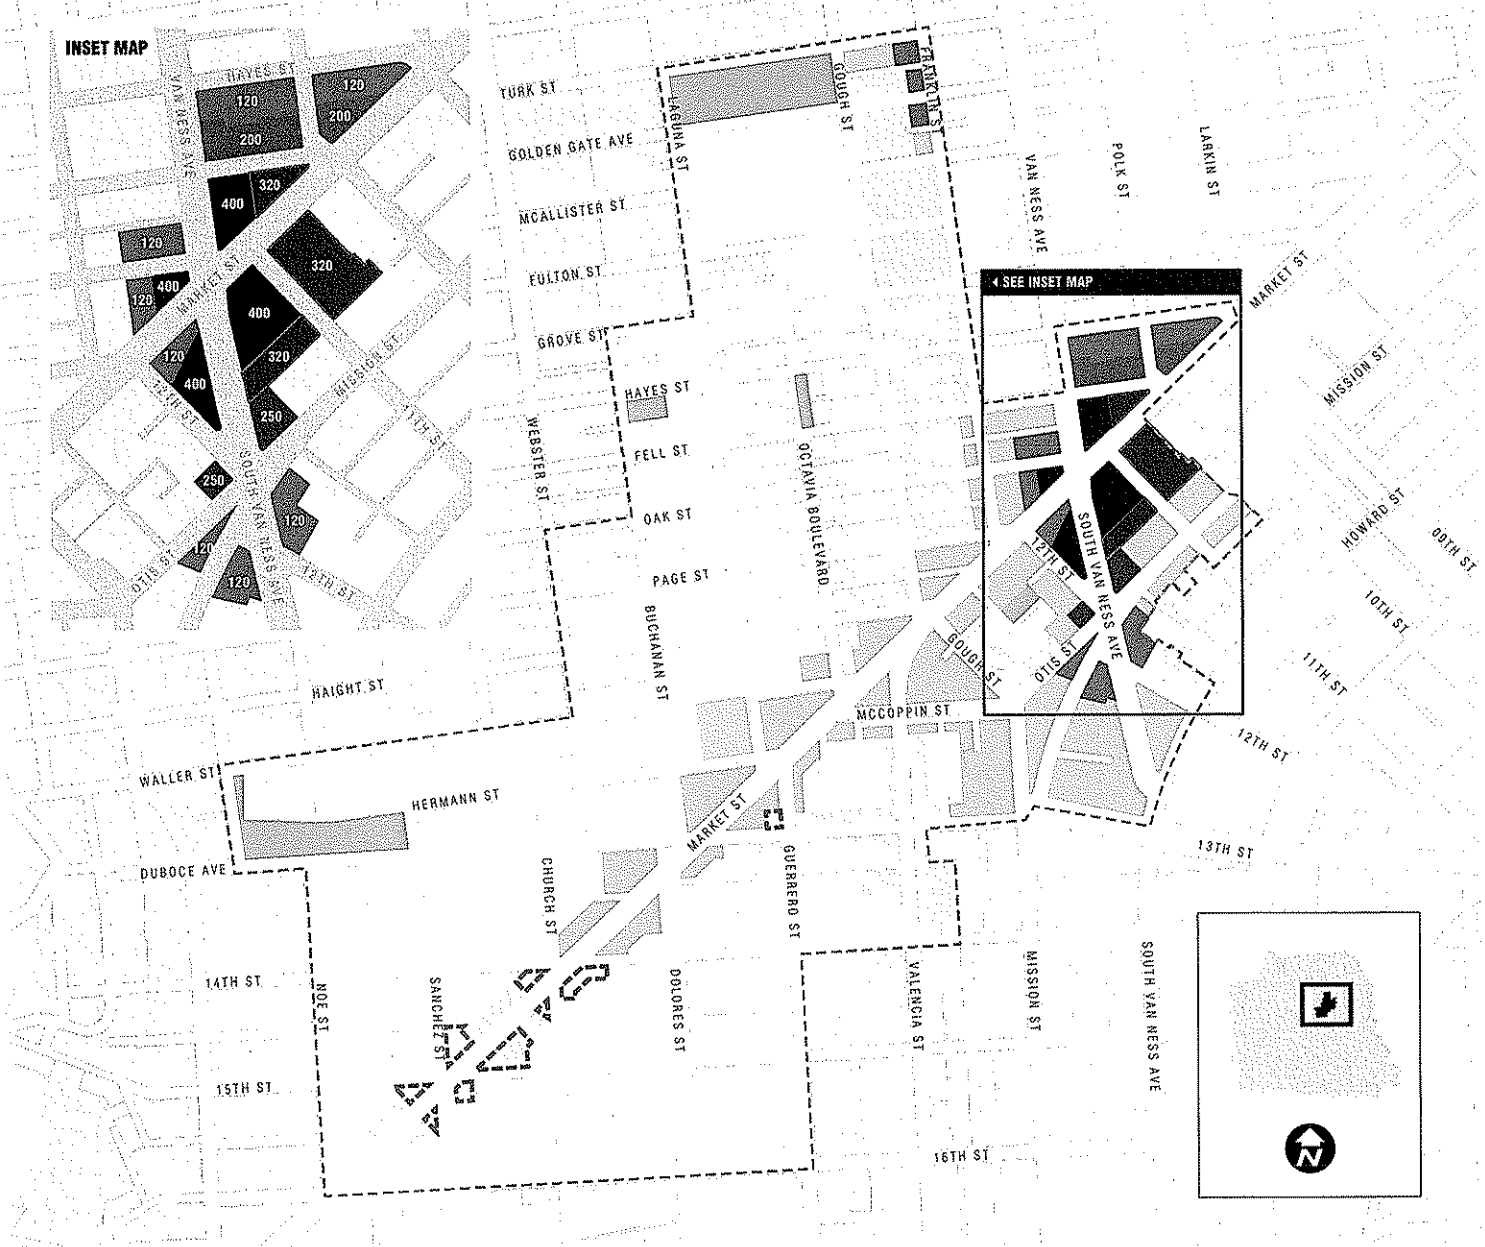 INSET MAP
HAYES ST
VAN NESS AVE
120
200
120
200
320
400
120
320
400
120
MARKET ST
400
120
320
400
MISSION ST
12TH ST
250
11TH ST
250
SOUTH VAN NESS AVE
120
120
OTIS ST
120
12TH ST
TURK ST
GOLDEN GATE AVE
MCALLISTER ST
FULTON ST
GROVE ST
HAYES ST
FELL ST
OAK ST
PAGE ST
HAIGHT ST
WALLER ST
HERMANN ST
DUBOCE AVE
14TH ST
15TH ST
LAGUNA ST
GOUGH ST
FRANKLIN ST
VAN NESS AVE
POLK ST
LARKIN ST
SEE INSET MAP
MARKET ST
MISSION ST
HOWARD ST
09TH ST
10TH ST
11TH ST
12TH ST
13TH ST
WEBSTER ST
BUCHANAN ST
OCTAVIA BOULEVARD
12TH ST
SOUTH VAN NESS AVE
GOUGH ST
OTIS ST
MCCOPPIN ST
MARKET ST
CHURCH ST
GUERRERO ST
NOE ST
SANCHEZ ST
DOLORES ST
VALENCIA ST
MISSION ST
SOUTH VAN NESS AVE
16TH ST
N